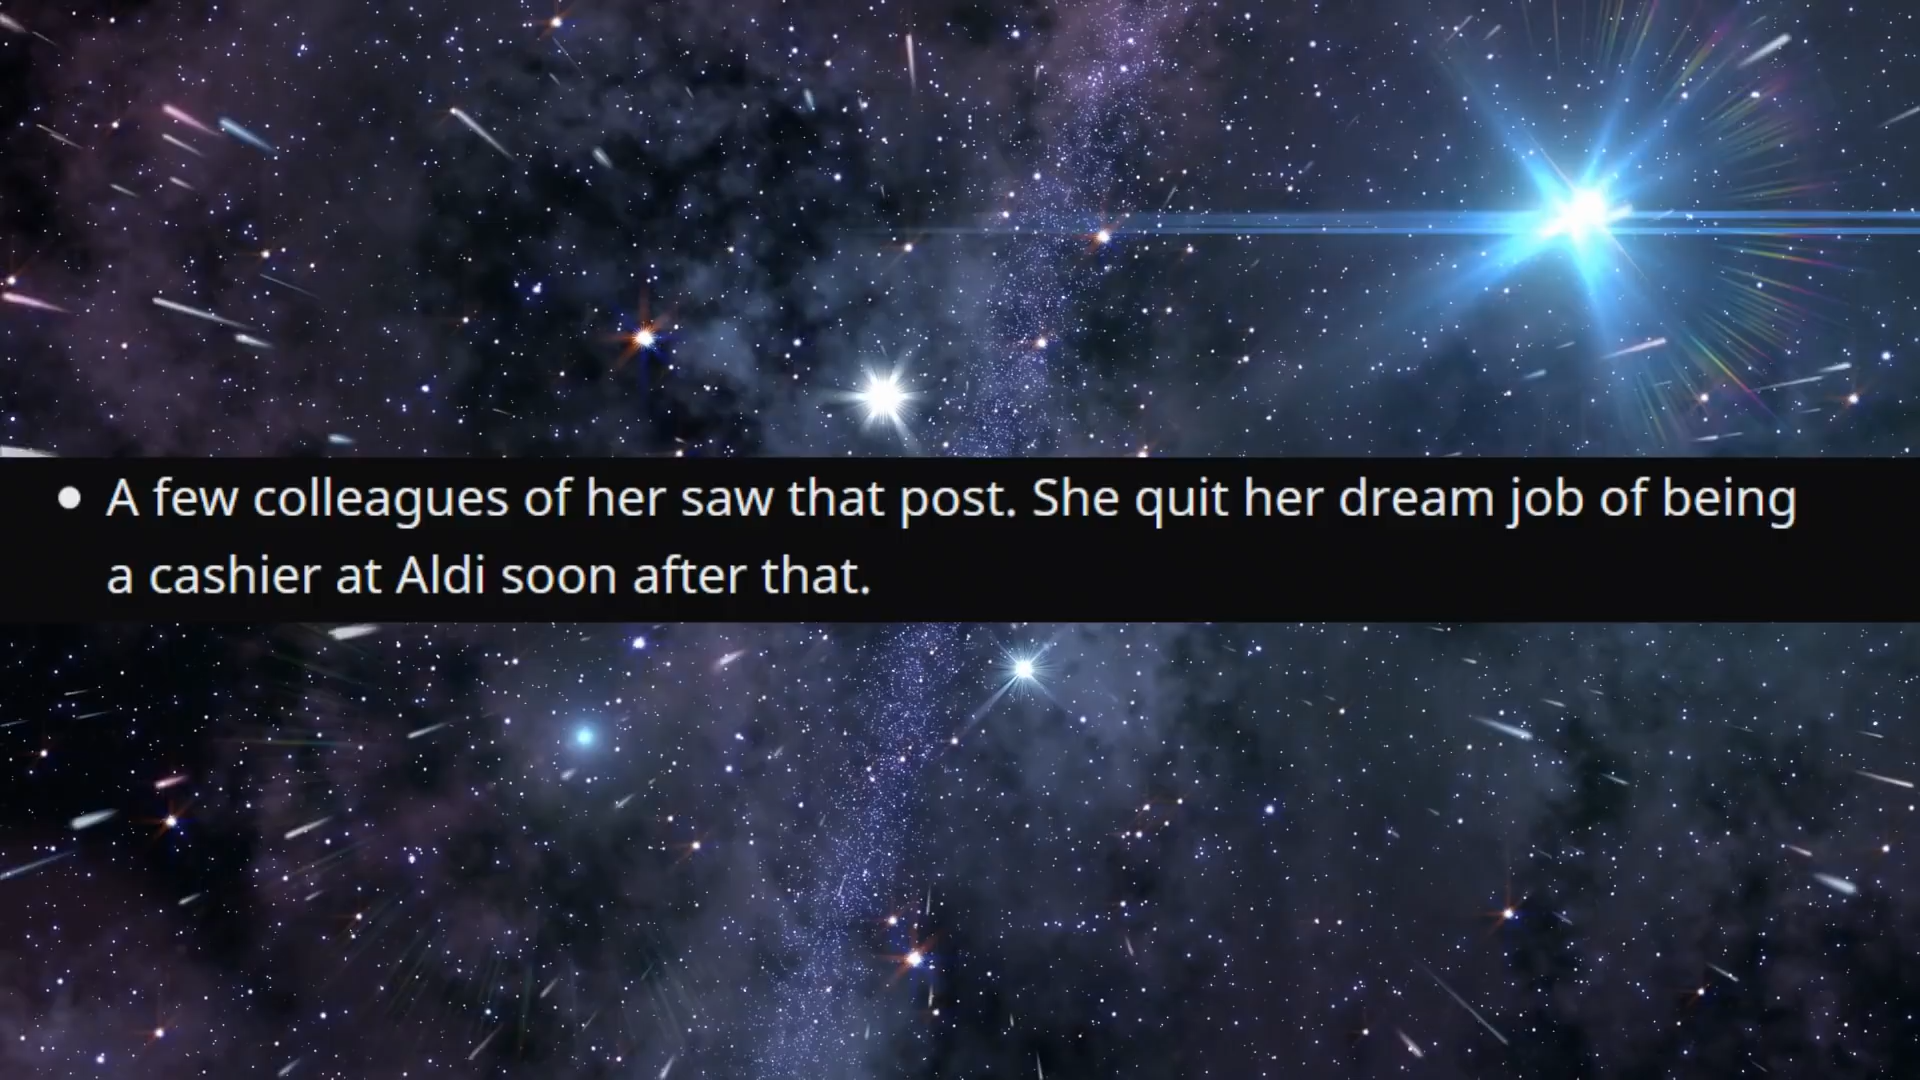 A few colleagues of her saw that post. She quit her dream job of being
a cashier at Aldi soon after that.